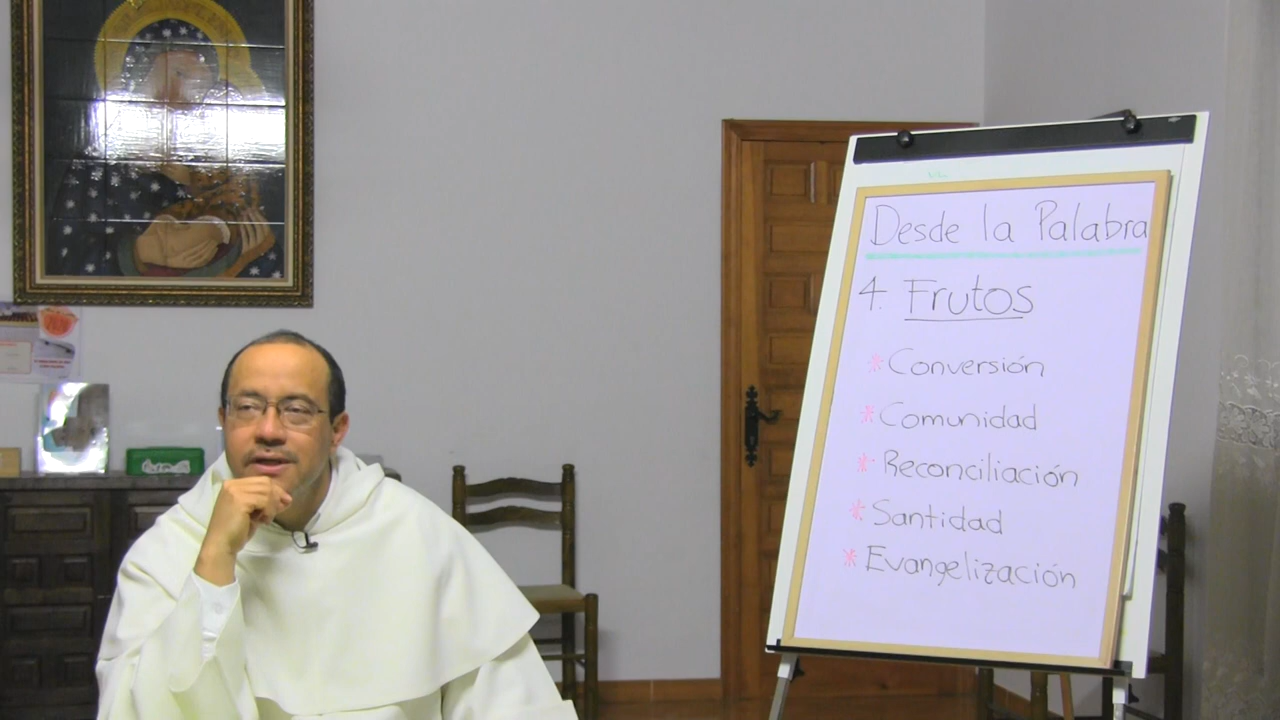 Desde la Palabra
4. Frutos
* Conversión
* Comunidad
* Reconciliación
* Santidad
* Evangelización